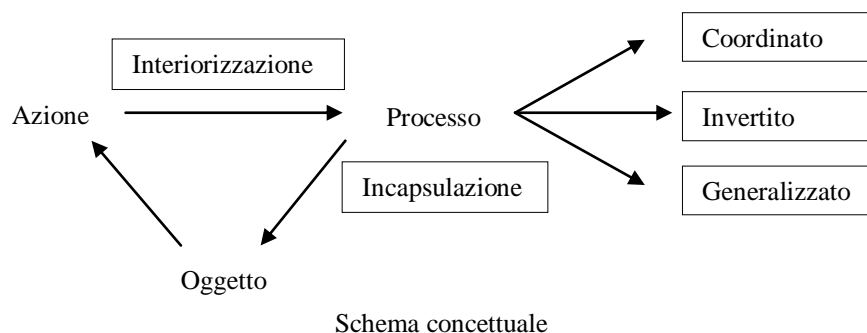 Coordinato
Interiorizzazione
Azione
Processo
Invertito
Incapsulazione
Generalizzato
Oggetto
Schema concettuale